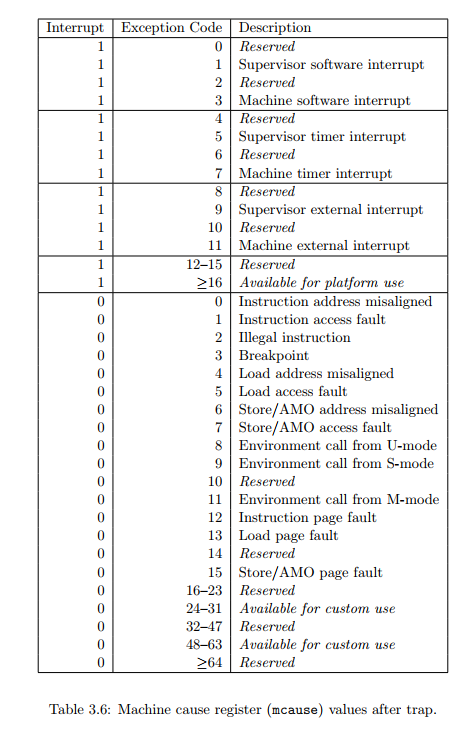 Interrupt Exception Code Description
1 0 Reserved
1 1 Supervisor software interrupt
1 2 Reserved
1 3 Machine software interrupt
1 4 Reserved
1 5 Supervisor timer interrupt
1 6 Reserved
1 7 Machine timer interrupt
1 8 Reserved
1 9 Supervisor external interrupt
1 10 Reserved
1 11 Machine external interrupt
1 12–15 Reserved
1 ≥16 Available for platform use
0 0 Instruction address misaligned
0 1 Instruction access fault
0 2 Illegal instruction
0 3 Breakpoint
0 4 Load address misaligned
0 5 Load access fault
0 6 Store/AMO address misaligned
0 7 Store/AMO access fault
0 8 Environment call from U-mode
0 9 Environment call from S-mode
0 10 Reserved
0 11 Environment call from M-mode
0 12 Instruction page fault
0 13 Load page fault
0 14 Reserved
0 15 Store/AMO page fault
0 16–23 Reserved
0 24–31 Available for custom use
0 32–47 Reserved
0 48–63 Available for custom use
0 ≥64 Reserved
Table 3.6: Machine cause register (mcause) values after trap.